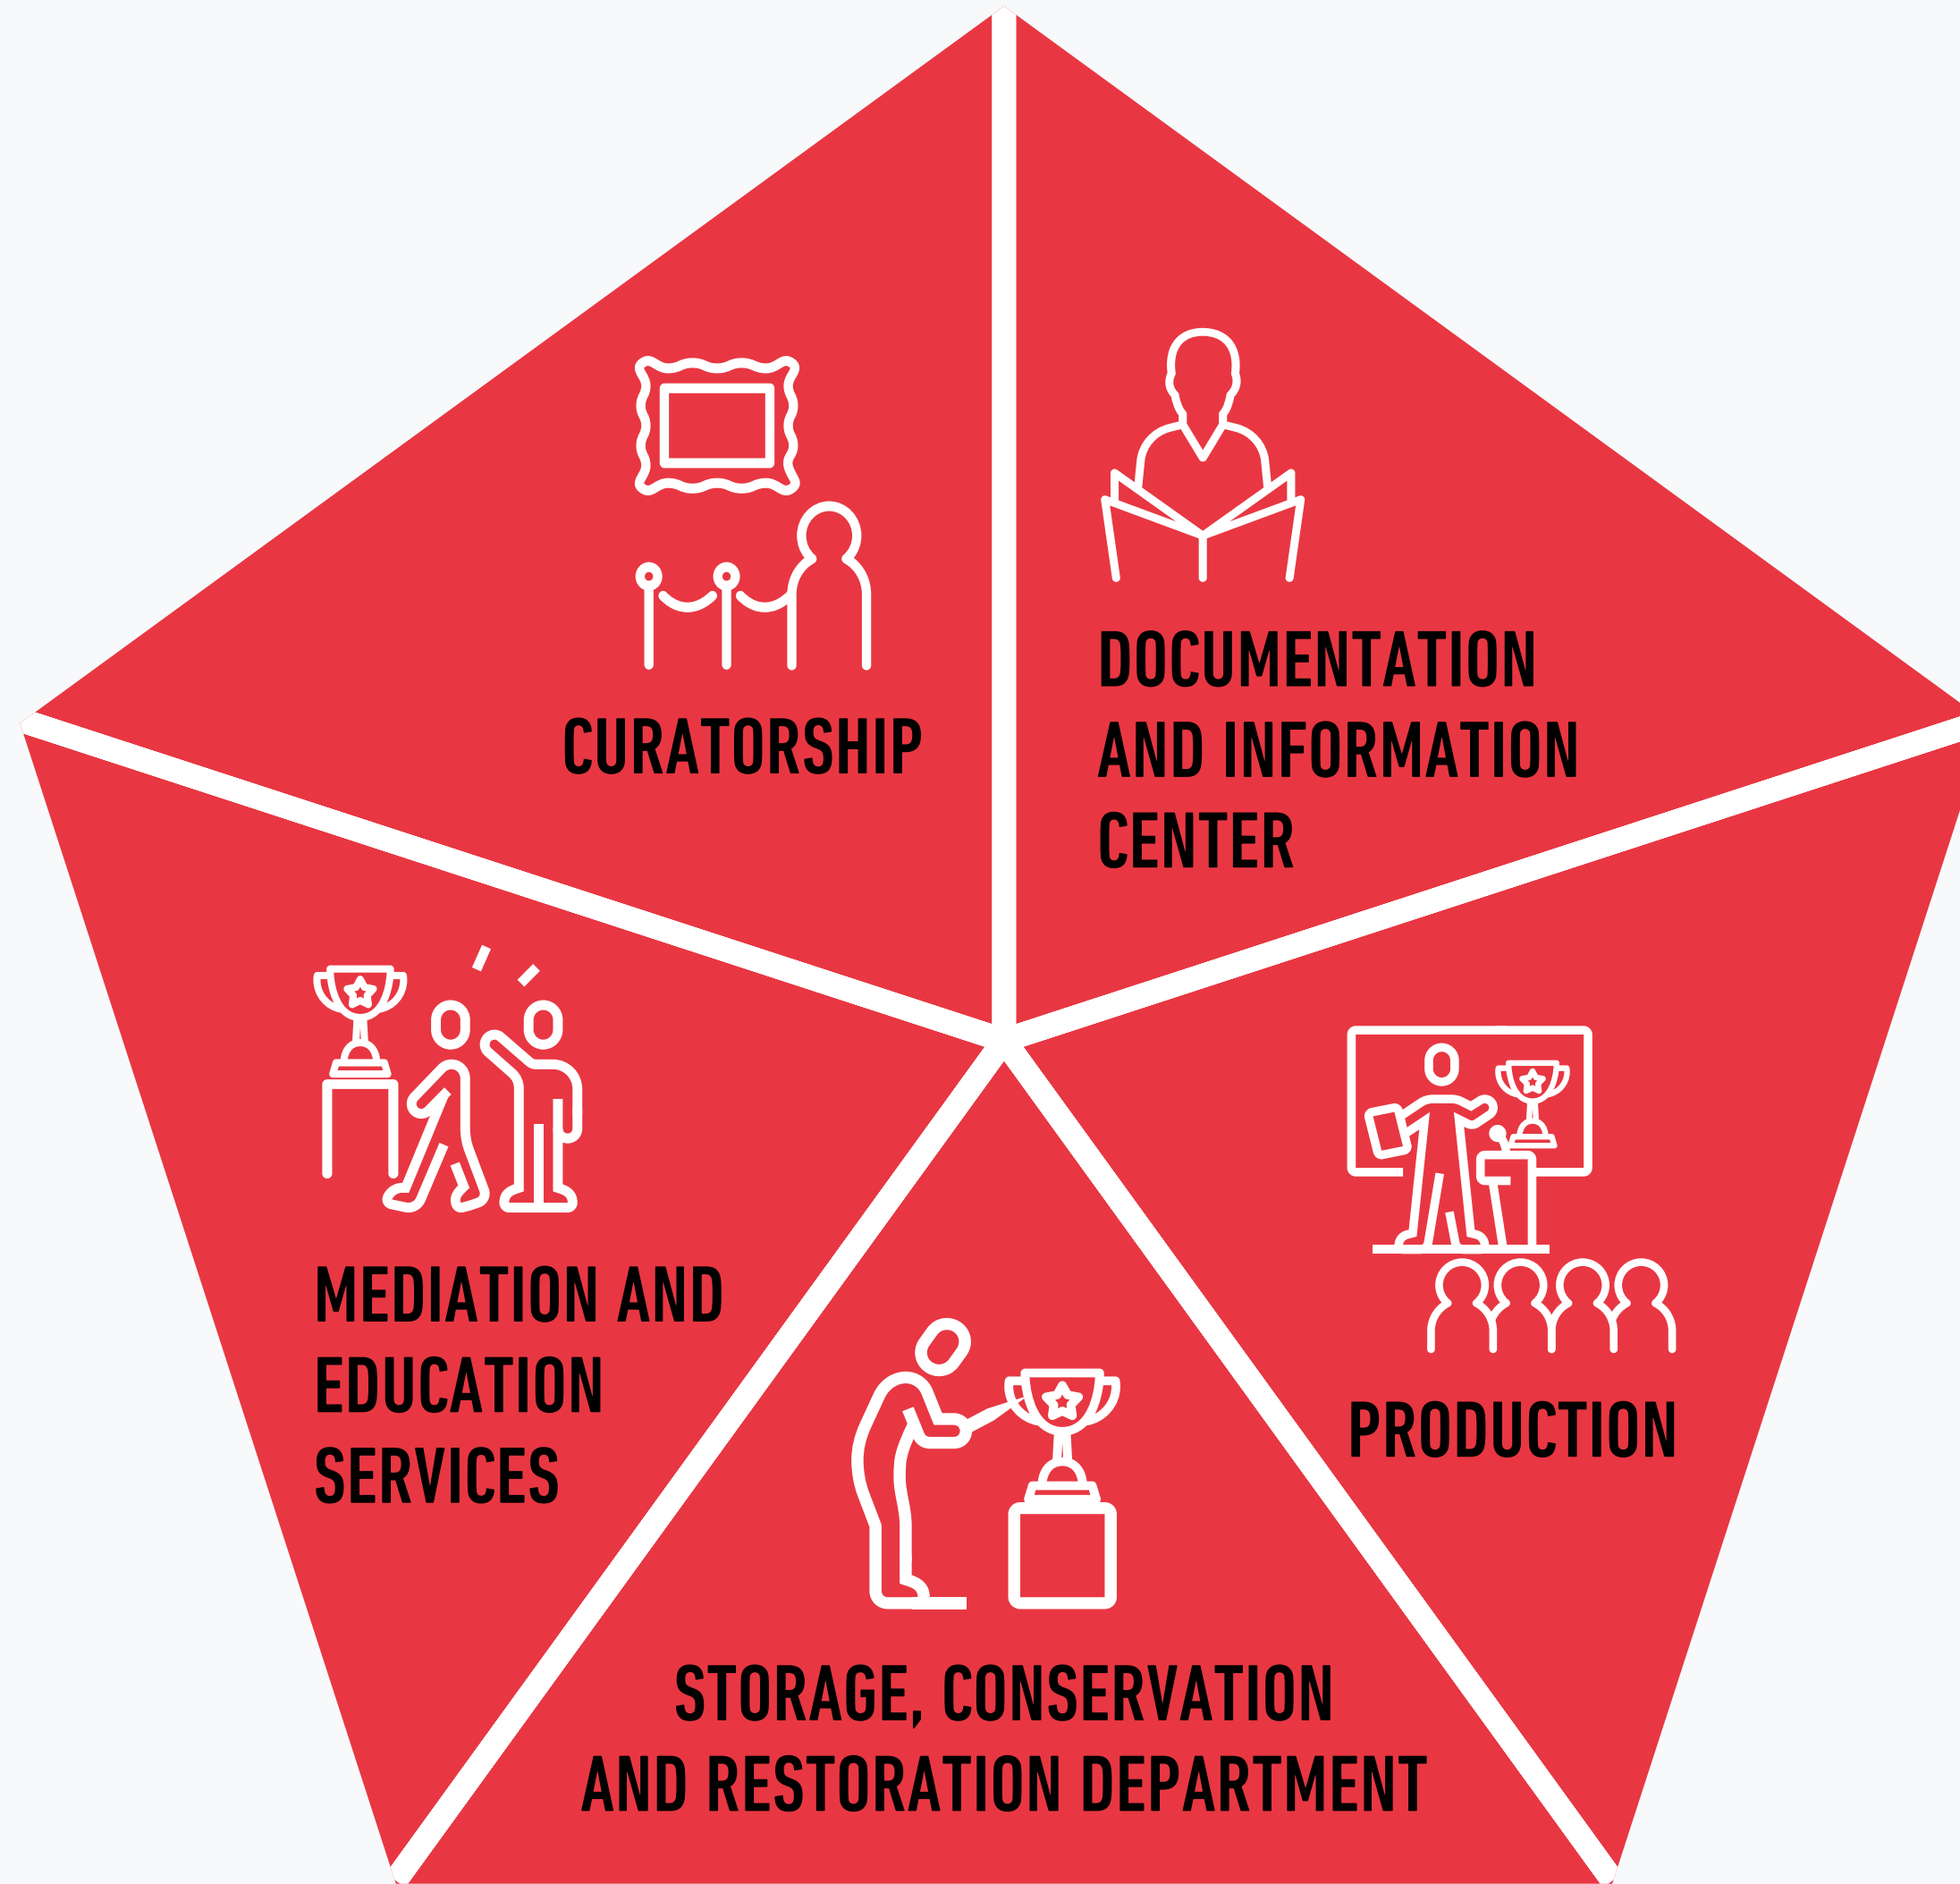 CURATORSHIP
DOCUMENTATION
AND INFORMATION
CENTER
MEDIATION AND
EDUCATION
SERVICES
PRODUCTION
STORAGE, CONSERVATION
AND RESTORATION DEPARTMENT